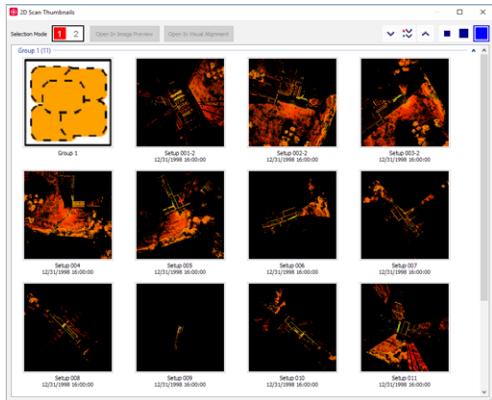 2D Scan Thumbnails
Selection Mode 1 2 Open In Image Preview Open In Visual Alignment
Group 1 (11)
Group 1
Setup 001-2
12/31/1998 16:00:00
Setup 002-2
12/31/1998 16:00:00
Setup 003-2
12/31/1998 16:00:00
Setup 004
12/31/1998 16:00:00
Setup 005
12/31/1998 16:00:00
Setup 006
12/31/1998 16:00:00
Setup 007
12/31/1998 16:00:00
Setup 008
12/31/1998 16:00:00
Setup 009
12/31/1998 16:00:00
Setup 010
12/31/1998 16:00:00
Setup 011
12/31/1998 16:00:00